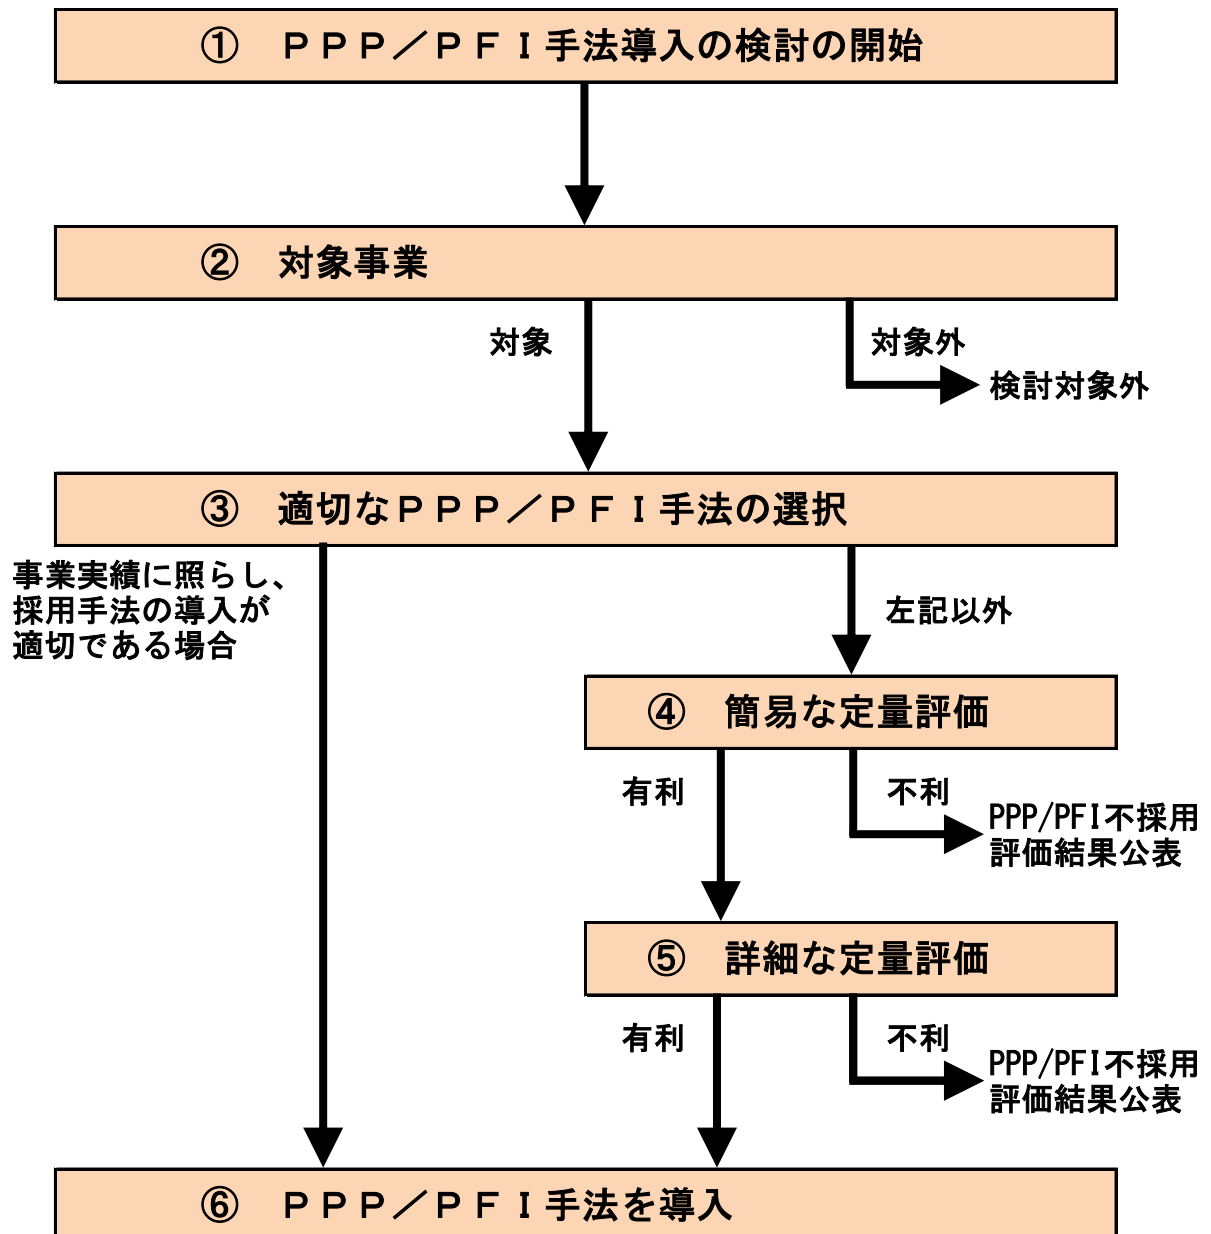 ① ＰＰＰ／ＰＦＩ手法導入の検討の開始
② 対象事業
対象
対象外
検討対象外
③ 適切なＰＰＰ／ＰＦＩ手法の選択
事業実績に照らし、
採用手法の導入が
適切である場合
左記以外
④ 簡易な定量評価
有利
不利
PPP/PFI不採用
評価結果公表
⑤ 詳細な定量評価
有利
不利
PPP/PFI不採用
評価結果公表
⑥ ＰＰＰ／ＰＦＩ手法を導入